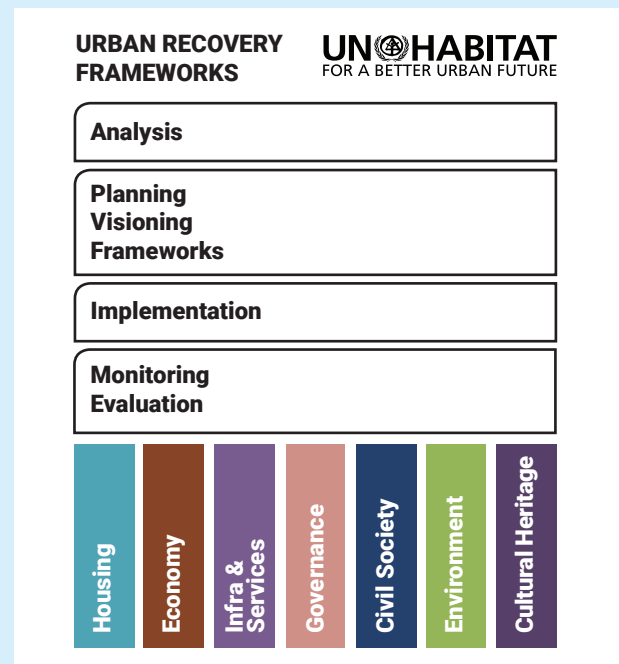 URBAN RECOVERY
FRAMEWORKS
UN HABITAT
FOR A BETTER URBAN FUTURE
Analysis
Planning
Visioning
Frameworks
Implementation
Monitoring
Evaluation
Housing
Economy
Infra &
Services
Governance
Civil Society
Environment
Cultural Heritage